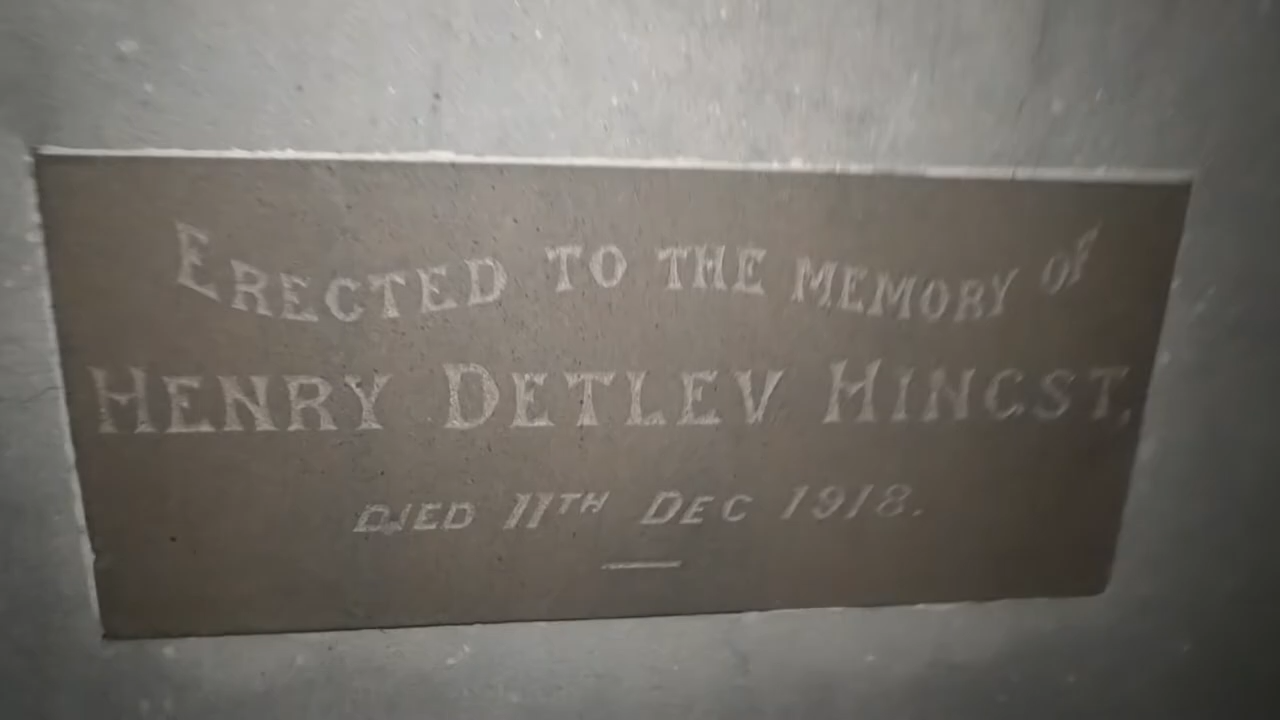 ERECTED TO THE MEMORY OF
HENRY DETLEV HINGST,
DIED 11TH DEC 1918.